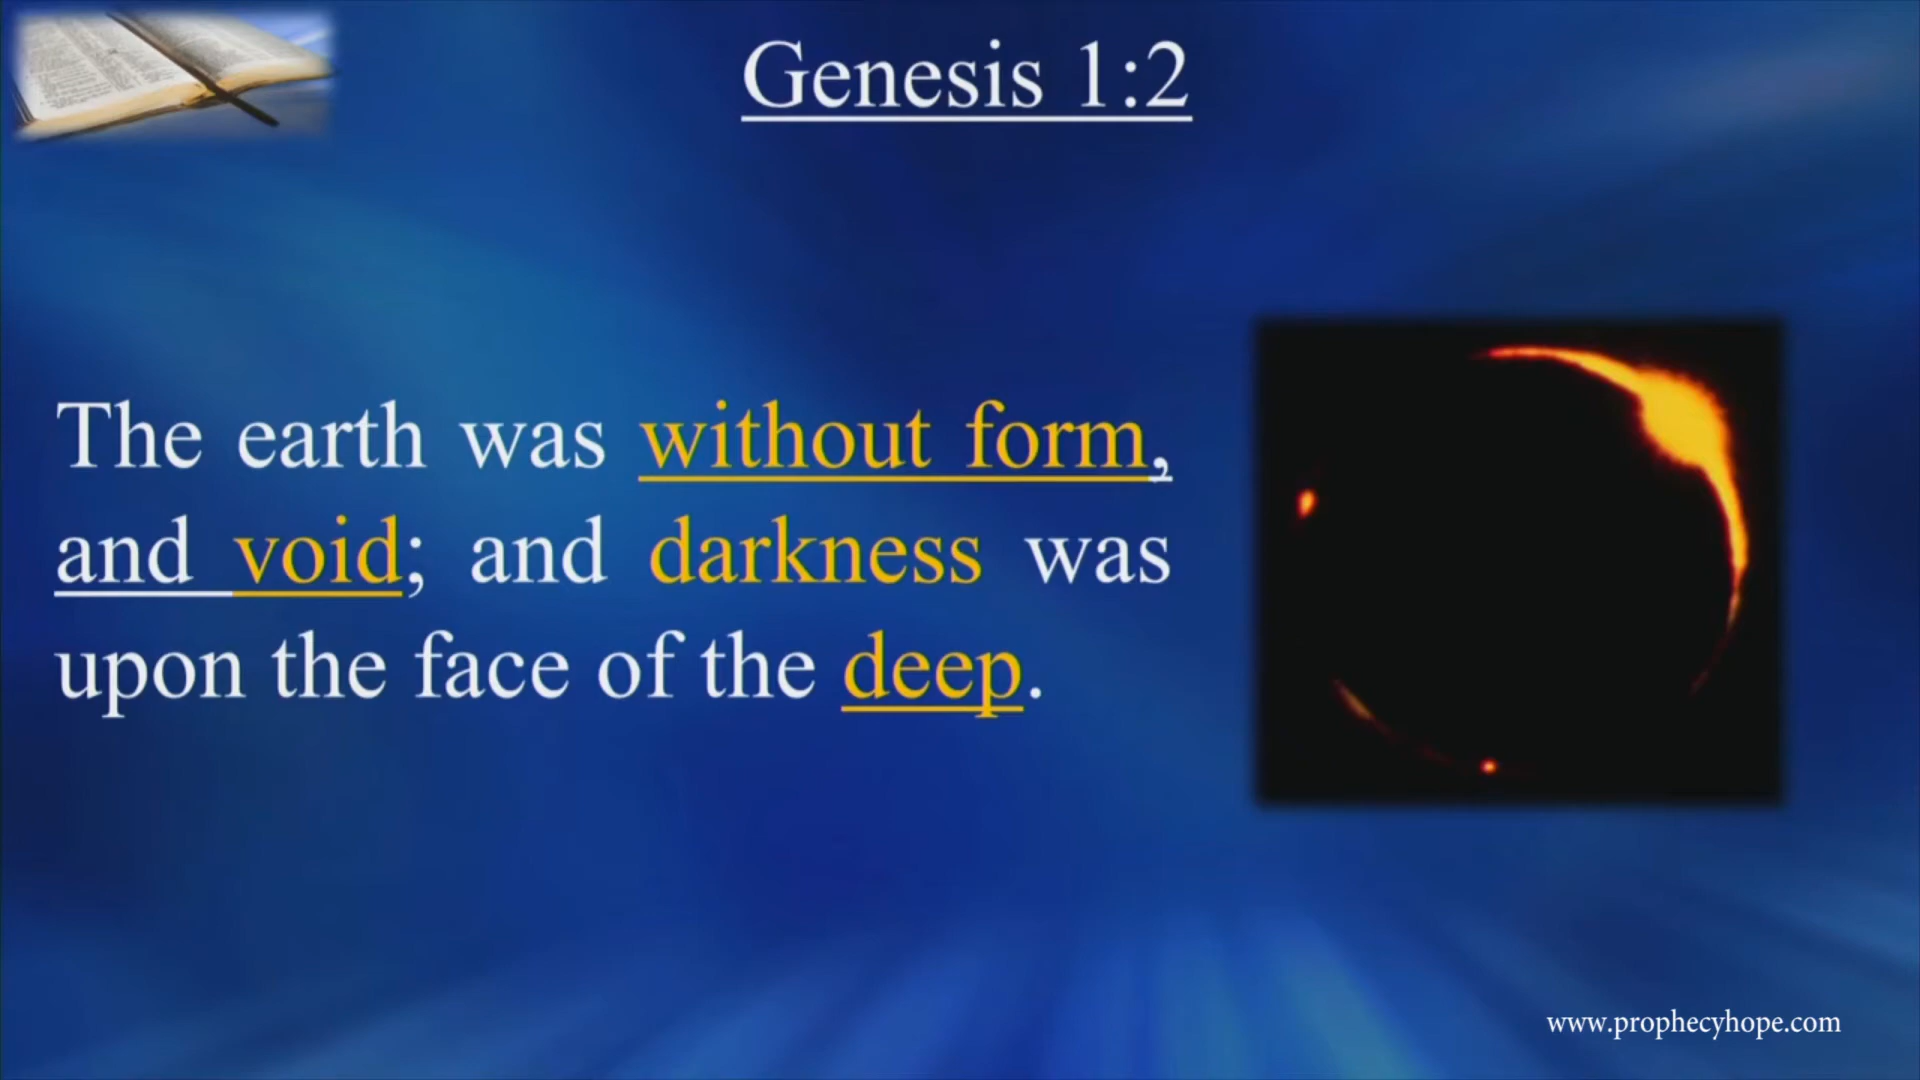 Genesis 1:2
The earth was without form,
and void; and darkness was
upon the face of the deep.
www.prophecyhope.com